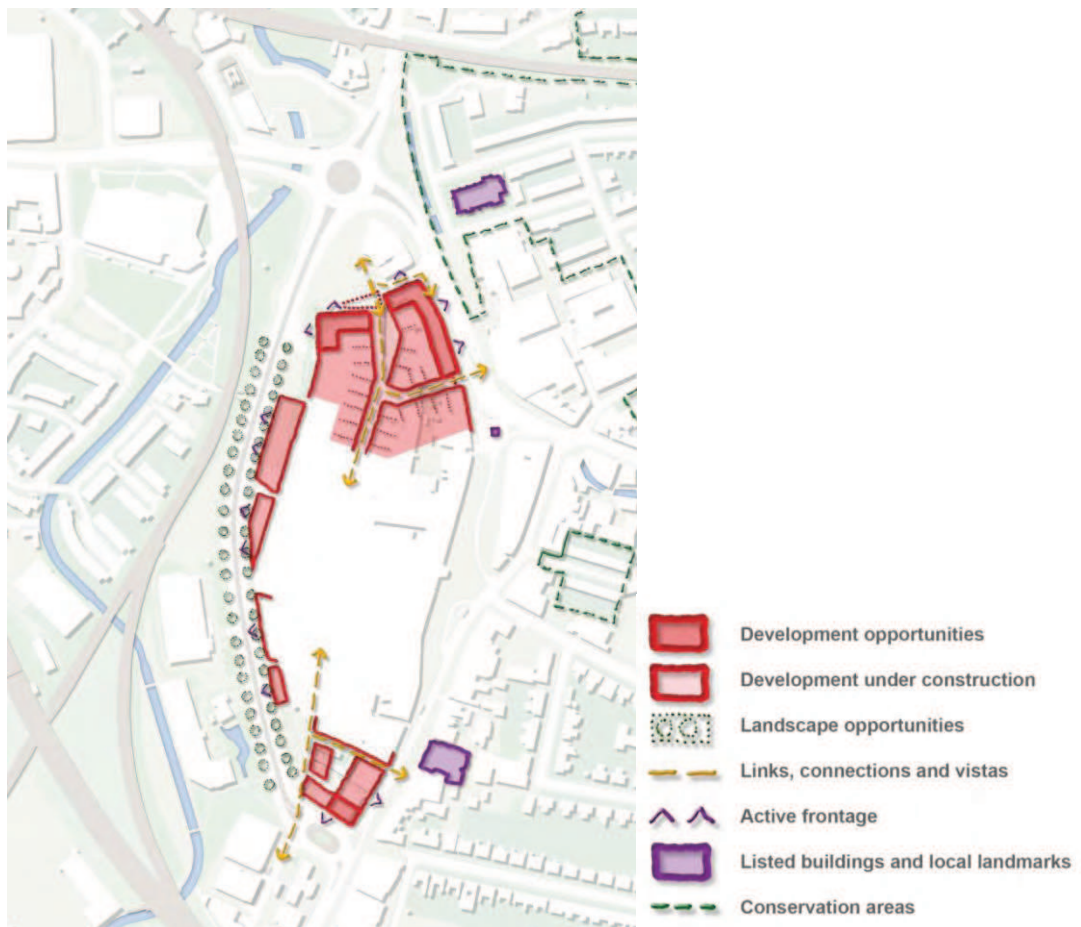 Development opportunities
Development under construction
Landscape opportunities
Links, connections and vistas
Active frontage
Listed buildings and local landmarks
Conservation areas